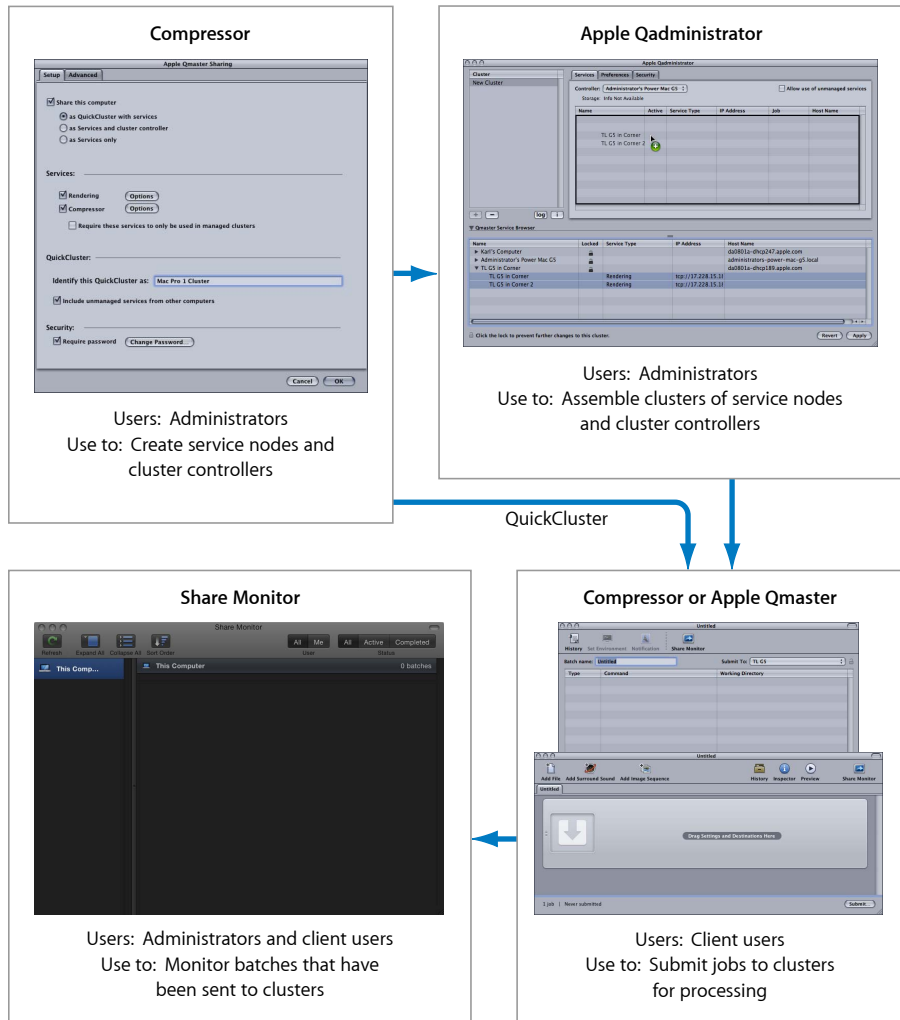 Compressor
Apple Qmaster Sharing
Setup Advanced
Share this computer
as QuickCluster with services
as Services and cluster controller
as Services only
Services:
Rendering Options
Compressor Options
Require these services to only be used in managed clusters
QuickCluster:
Identify this QuickCluster as: Mac Pro 1 Cluster
Include unmanaged services from other computers
Security:
Require password Change Password...
Cancel OK
Users: Administrators
Use to: Create service nodes and
cluster controllers
Apple Qadministrator
Apple Qadministrator
Cluster
New Cluster
Services Preferences Security
Controller: Administrator's Power Mac G5
Allow use of unmanaged services
Storage: Info Not Available
Name Active Service Type IP Address Job Host Name
TL G5 in Corner
TL G5 in Corner 2
+ − log i
Qmaster Service Browser
Name Locked Service Type IP Address Host Name
Karl's Computer da0801a-dhcp247.apple.com
Administrator's Power Mac G5 administrators-power-mac-g5.local
TL G5 in Corner da0801a-dhcp189.apple.com
TL G5 in Corner Rendering tcp://17.228.15.1
TL G5 in Corner 2 Rendering tcp://17.228.15.1
Click the lock to prevent further changes to this cluster.
Revert Apply
Users: Administrators
Use to: Assemble clusters of service nodes
and cluster controllers
QuickCluster
Share Monitor
Share Monitor
Refresh Expand All Collapse All Sort Order
All Me
User
All Active Completed
Status
This Comp...
This Computer 0 batches
Users: Administrators and client users
Use to: Monitor batches that have
been sent to clusters
Compressor or Apple Qmaster
Untitled
History Set Environment Notification Share Monitor
Batch name: Untitled Submit To: TL G5
Type Command Working Directory
Untitled
Add File Add Surround Sound Add Image Sequence History Inspector Preview Share Monitor
Untitled
Drag Settings and Destinations Here
1 job | Never submitted
Submit...
Users: Client users
Use to: Submit jobs to clusters
for processing